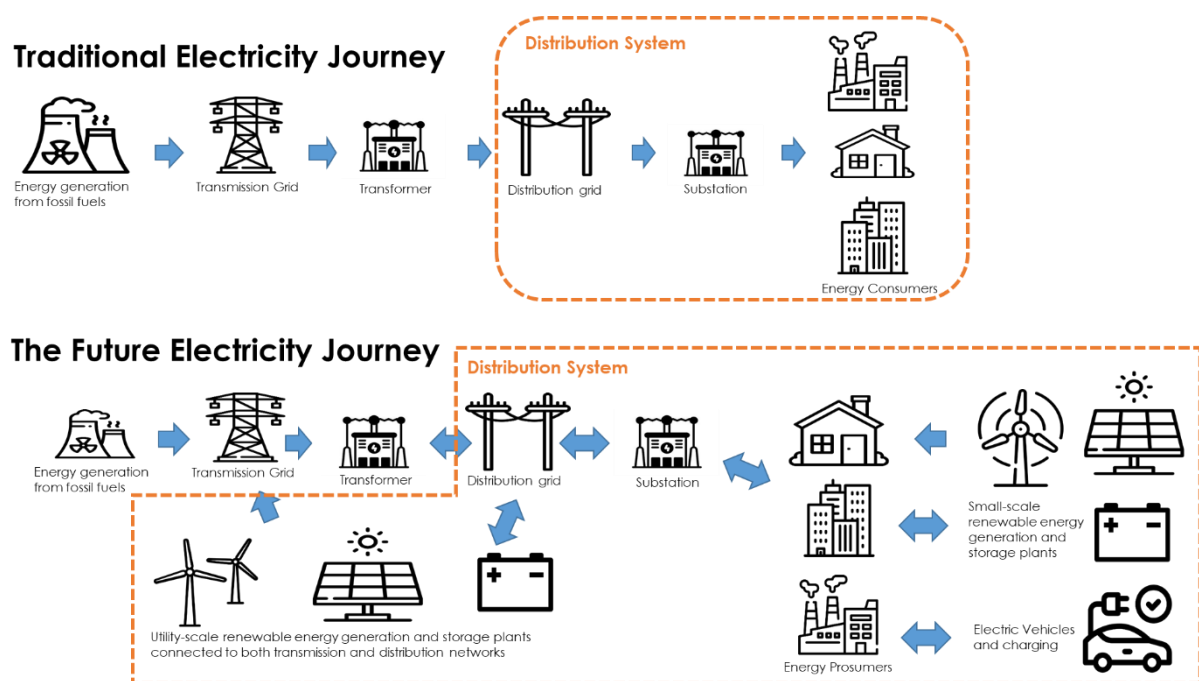 Traditional Electricity Journey
Distribution System
Energy generation
from fossil fuels
Transmission Grid
Transformer
Distribution grid
Substation
Energy Consumers
The Future Electricity Journey
Distribution System
Energy generation
from fossil fuels
Transmission Grid
Transformer
Distribution grid
Substation
Small-scale
renewable energy
generation and
storage plants
Utility-scale renewable energy generation and storage plants
connected to both transmission and distribution networks
Energy Prosumers
Electric Vehicles
and charging